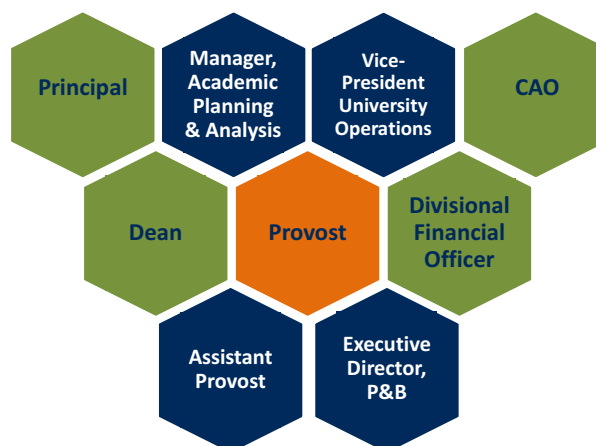 Principal
Manager,
Academic
Planning
& Analysis
Vice-
President
University
Operations
CAO
Dean
Provost
Divisional
Financial
Officer
Assistant
Provost
Executive
Director,
P&B